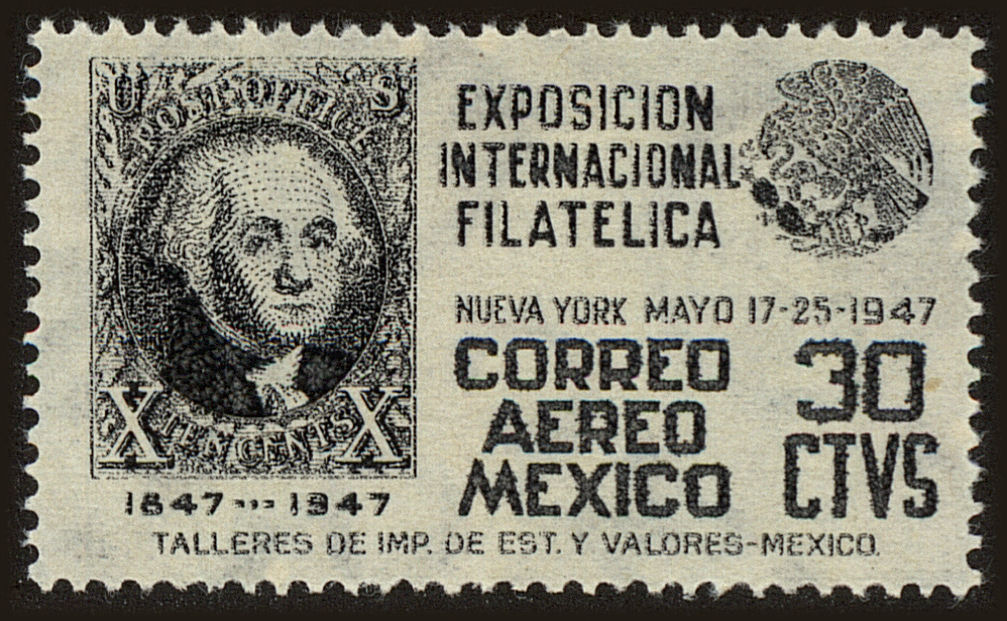 U S
POST OFFICE
X X
TEN CENTS
1847---1947
EXPOSICION
INTERNACIONAL
FILATELICA
NUEVA YORK MAYO 17-25-1947
CORREO
AEREO
MEXICO
30
CTVS
TALLERES DE IMP. DE EST. Y VALORES-MEXICO.